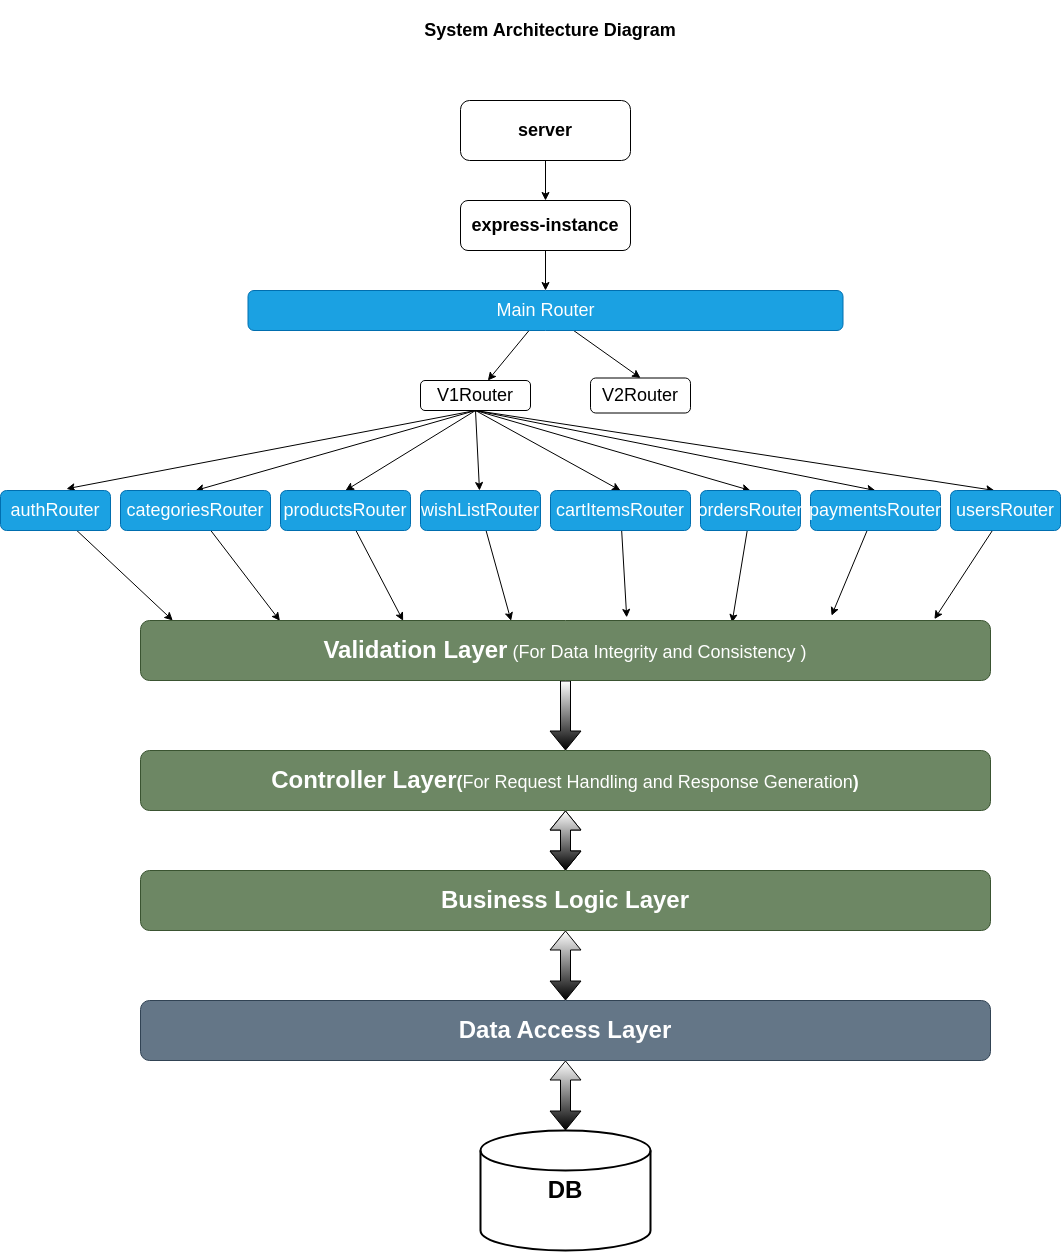 System Architecture Diagram
server
express-instance
Main Router
V1Router V2Router
authRouter categoriesRouter productsRouter wishListRouter cartItemsRouter ordersRouter paymentsRouter usersRouter
Validation Layer (For Data Integrity and Consistency )
Controller Layer(For Request Handling and Response Generation)
Business Logic Layer
Data Access Layer
DB